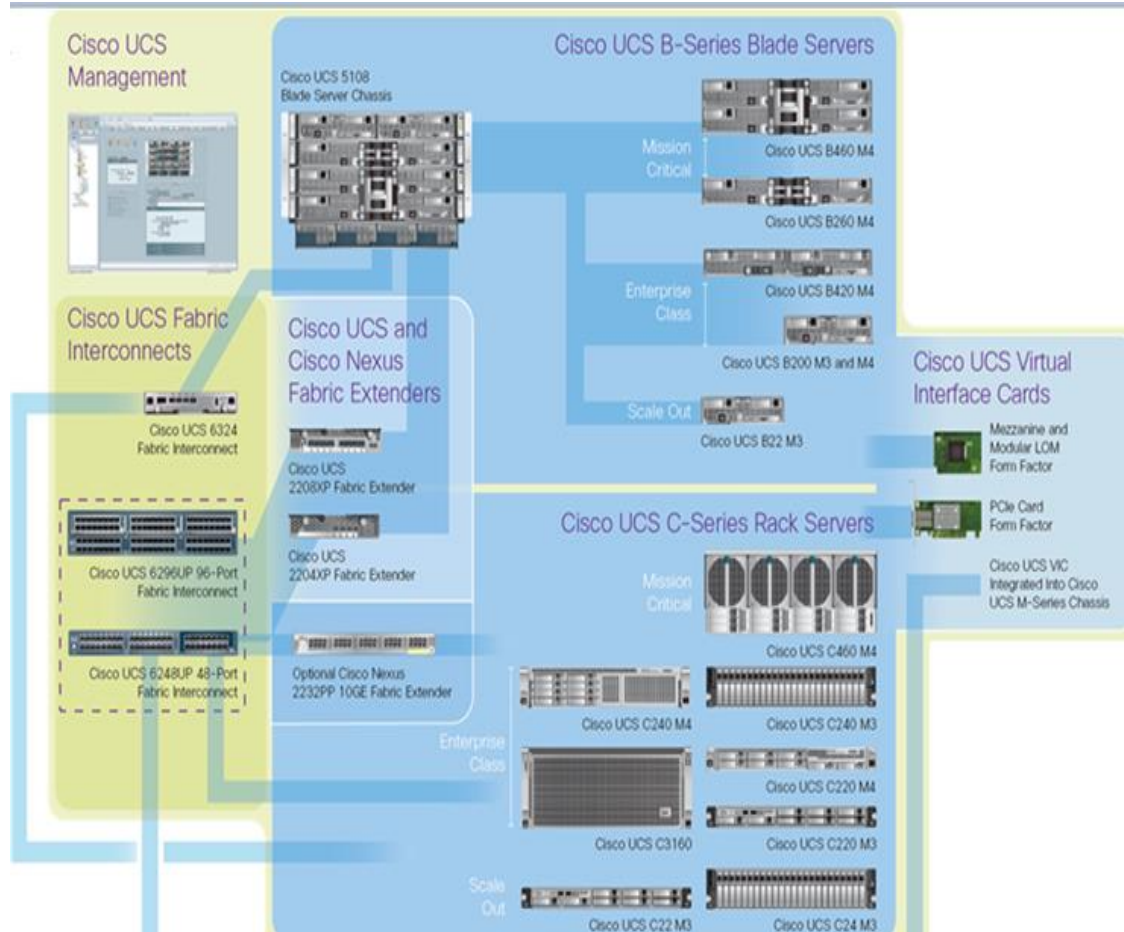 Cisco UCS
Management
Cisco UCS 5108
Blade Server Chassis
Cisco UCS B-Series Blade Servers
Mission
Critical
Cisco UCS B460 M4
Cisco UCS B260 M4
Enterprise
Class
Cisco UCS B420 M4
Cisco UCS B200 M3 and M4
Scale Out
Cisco UCS B22 M3
Cisco UCS Fabric
Interconnects
Cisco UCS 6324
Fabric Interconnect
Cisco UCS 6296UP 96-Port
Fabric Interconnect
Cisco UCS 6248UP 48-Port
Fabric Interconnect
Cisco UCS and
Cisco Nexus
Fabric Extenders
Cisco UCS
2208XP Fabric Extender
Cisco UCS
2204XP Fabric Extender
Optional Cisco Nexus
2232PP 10GE Fabric Extender
Cisco UCS Virtual
Interface Cards
Mezzanine and
Modular LOM
Form Factor
PCIe Card
Form Factor
Cisco UCS VIC
Integrated Into Cisco
UCS M-Series Chassis
Cisco UCS C-Series Rack Servers
Mission
Critical
Cisco UCS C460 M4
Enterprise
Class
Cisco UCS C240 M4
Cisco UCS C240 M3
Cisco UCS C220 M4
Cisco UCS C3160
Cisco UCS C220 M3
Scale
Out
Cisco UCS C22 M3
Cisco UCS C24 M3